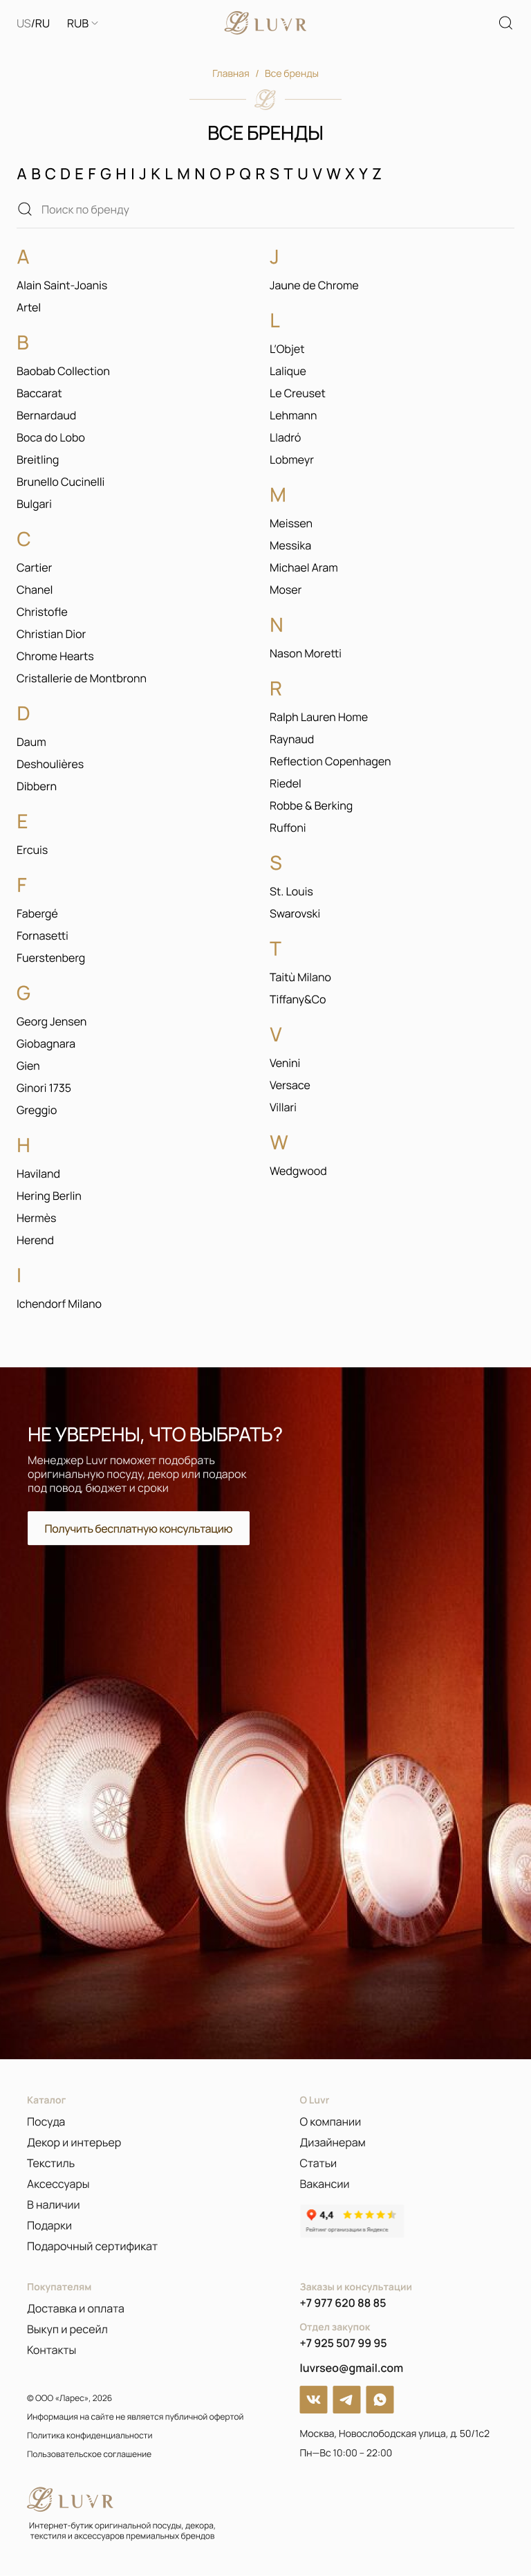 US/RU
RUB
LUVR
Главная / Все бренды
ВСЕ БРЕНДЫ
A B C D E F G H I J K L M N O P Q R S T U V W X Y Z
Поиск по бренду
A
Alain Saint-Joanis
Artel
B
Baobab Collection
Baccarat
Bernardaud
Boca do Lobo
Breitling
Brunello Cucinelli
Bulgari
C
Cartier
Chanel
Christofle
Christian Dior
Chrome Hearts
Cristallerie de Montbronn
D
Daum
Deshoulières
Dibbern
E
Ercuis
F
Fabergé
Fornasetti
Fuerstenberg
G
Georg Jensen
Giobagnara
Gien
Ginori 1735
Greggio
H
Haviland
Hering Berlin
Hermès
Herend
I
Ichendorf Milano
J
Jaune de Chrome
L
L'Objet
Lalique
Le Creuset
Lehmann
Lladró
Lobmeyr
M
Meissen
Messika
Michael Aram
Moser
N
Nason Moretti
R
Ralph Lauren Home
Raynaud
Reflection Copenhagen
Riedel
Robbe & Berking
Ruffoni
S
St. Louis
Swarovski
T
Taitù Milano
Tiffany&Co
V
Venini
Versace
Villari
W
Wedgwood
НЕ УВЕРЕНЫ, ЧТО ВЫБРАТЬ?
Менеджер Luvr поможет подобрать
оригинальную посуду, декор или подарок
под повод, бюджет и сроки
Получить бесплатную консультацию
Каталог
Посуда
Декор и интерьер
Текстиль
Аксессуары
В наличии
Подарки
Подарочный сертификат
О Luvr
О компании
Дизайнерам
Статьи
Вакансии
4,4
Рейтинг организации в Яндексе
Покупателям
Доставка и оплата
Выкуп и ресейл
Контакты
Заказы и консультации
+7 977 620 88 85
Отдел закупок
+7 925 507 99 95
luvrseo@gmail.com
Москва, Новослободская улица, д. 50/1с2
Пн—Вс 10:00 – 22:00
© ООО «Ларес», 2026
Информация на сайте не является публичной офертой
Политика конфиденциальности
Пользовательское соглашение
LUVR
Интернет-бутик оригинальной посуды, декора,
текстиля и аксессуаров премиальных брендов